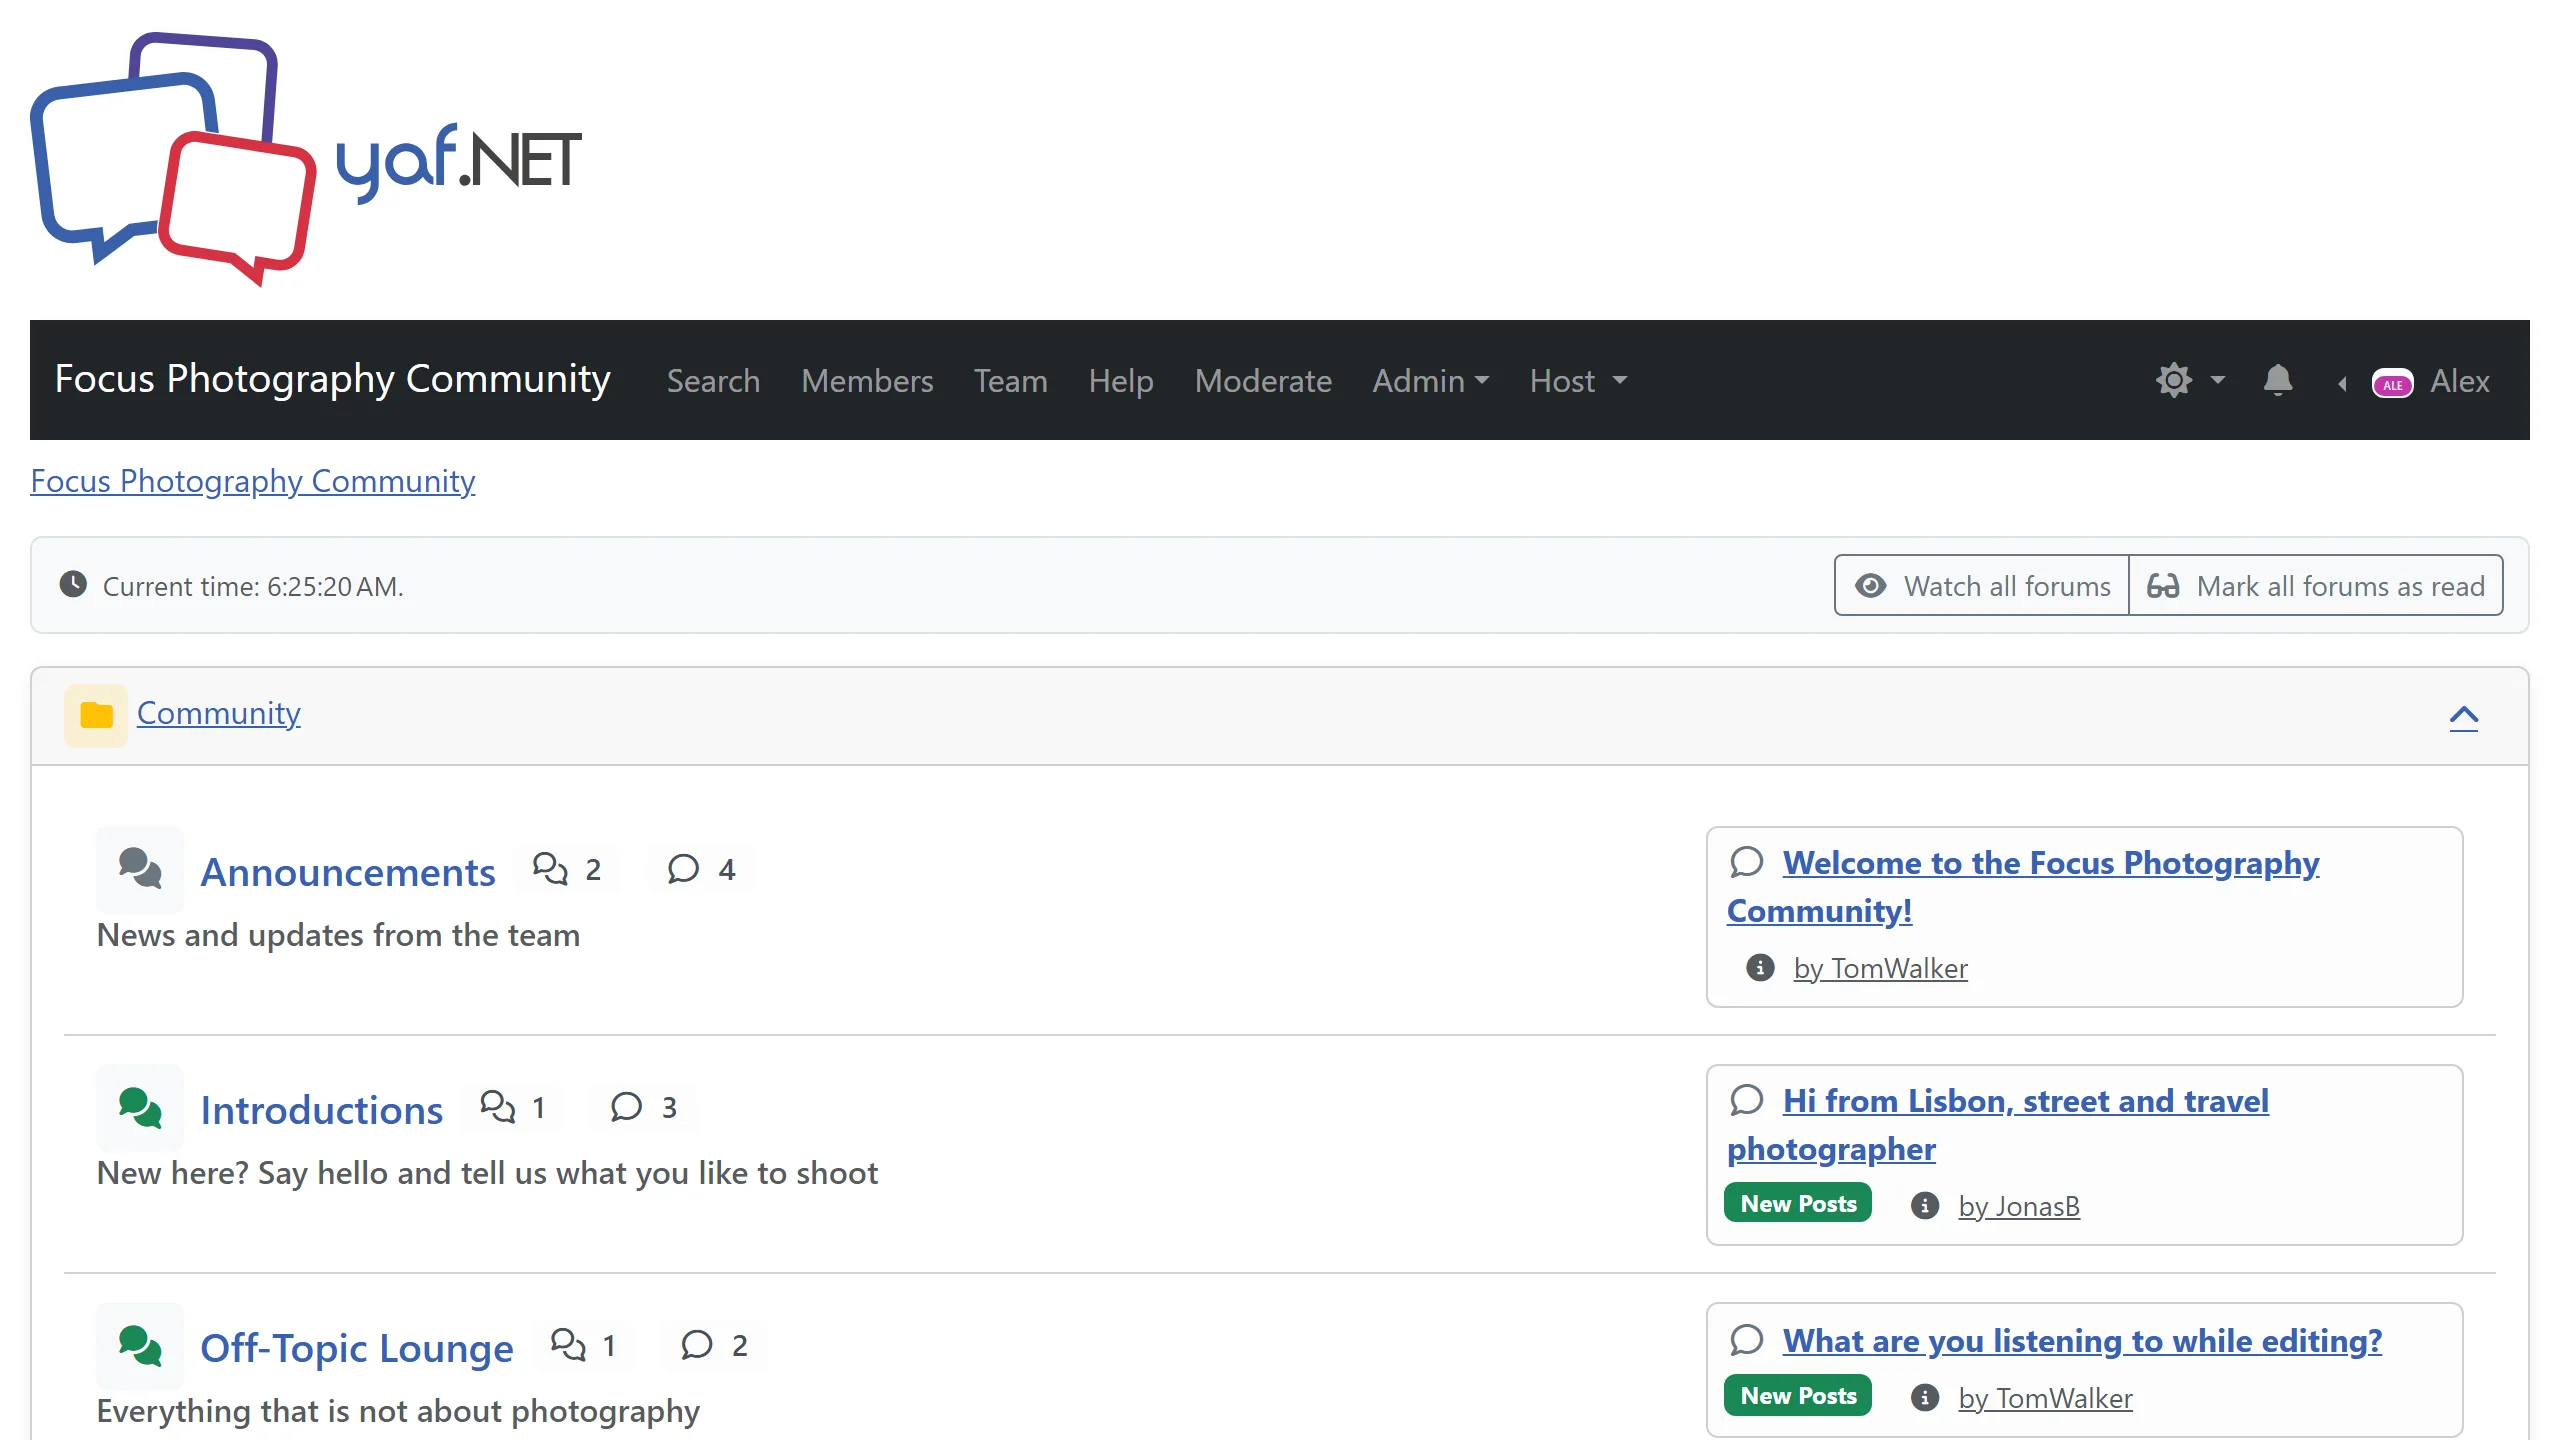 yaf.NET
Focus Photography Community Search Members Team Help Moderate Admin Host ALE Alex
Focus Photography Community
Current time: 6:25:20 AM. Watch all forums Mark all forums as read
Community
Announcements 2 4
News and updates from the team
Welcome to the Focus Photography
Community!
by TomWalker
Introductions 1 3
New here? Say hello and tell us what you like to shoot
Hi from Lisbon, street and travel
photographer
New Posts by JonasB
Off-Topic Lounge 1 2
Everything that is not about photography
What are you listening to while editing?
New Posts by TomWalker